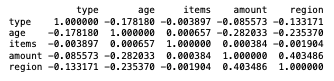 type age items amount region
type 1.000000 -0.178180 -0.003897 -0.085573 -0.133171
age -0.178180 1.000000 0.000657 -0.282033 -0.235370
items -0.003897 0.000657 1.000000 0.000384 -0.001904
amount -0.085573 -0.282033 0.000384 1.000000 0.403486
region -0.133171 -0.235370 -0.001904 0.403486 1.000000